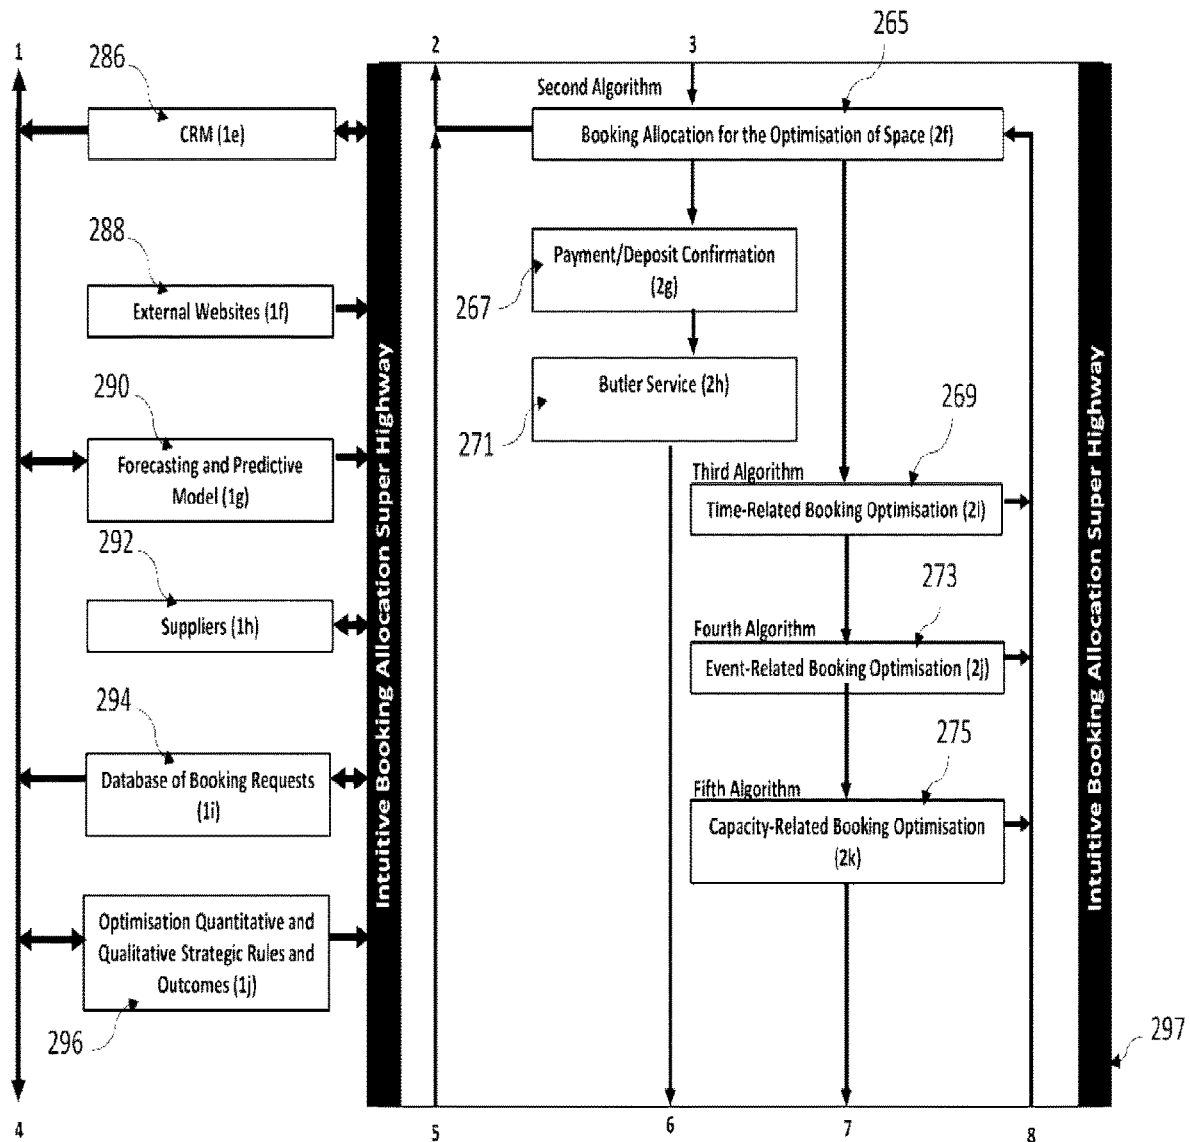 1
2
3
265
286
Second Algorithm
CRM (1e)
Booking Allocation for the Optimisation of Space (2f)
288
Payment/Deposit Confirmation
(2g)
267
External Websites (1f)
Intuitive Booking Allocation Super Highway
Intuitive Booking Allocation Super Highway
290
Butler Service (2h)
271
269
Forecasting and Predictive
Model (1g)
Third Algorithm
Time-Related Booking Optimisation (2i)
292
Suppliers (1h)
273
Fourth Algorithm
Event-Related Booking Optimisation (2j)
294
Database of Booking Requests
(1i)
275
Fifth Algorithm
Capacity-Related Booking Optimisation
(2k)
Optimisation Quantitative and
Qualitative Strategic Rules and
Outcomes (1j)
296
297
4
5
6
7
8